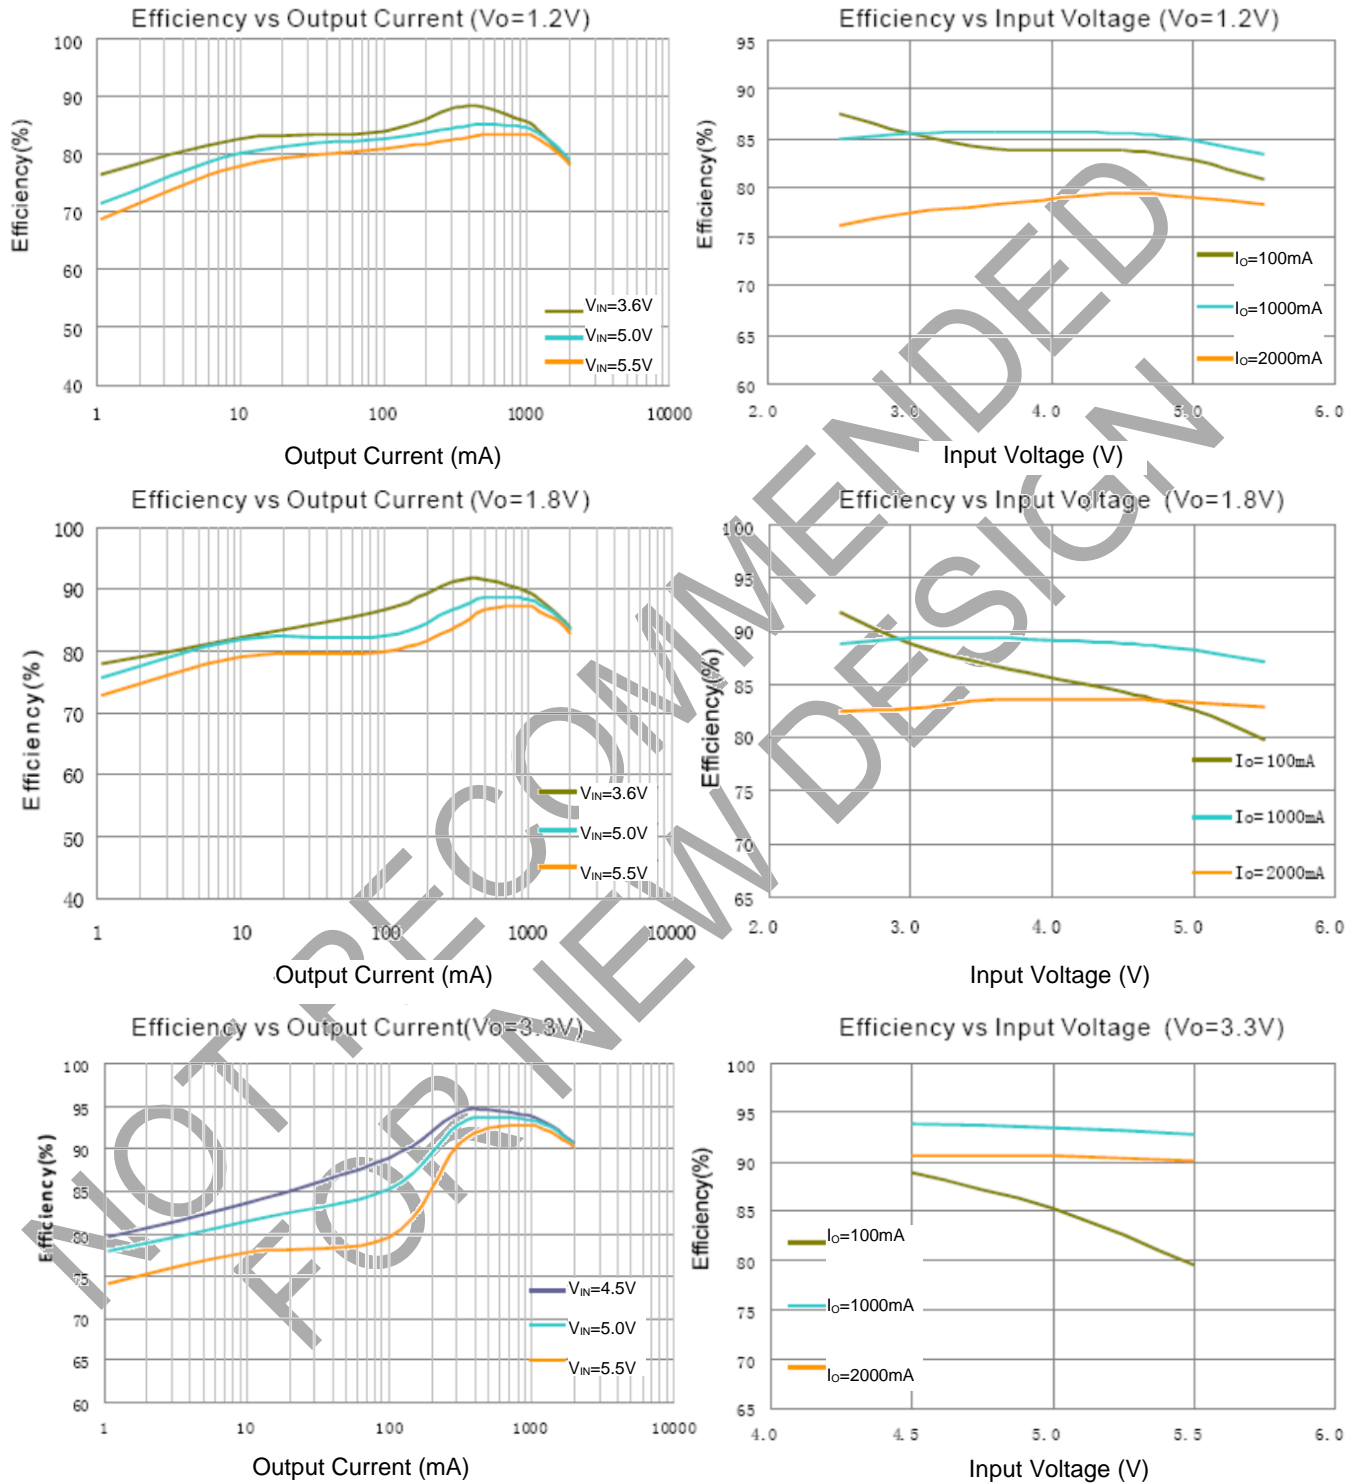 Efficiency vs Output Current (Vo=1.2V)
Efficiency(%)
100
90
80
70
60
50
40
VIN=3.6V
VIN=5.0V
VIN=5.5V
1 10 100 1000 10000
Output Current (mA)
Efficiency vs Input Voltage (Vo=1.2V)
Efficiency(%)
95
90
85
80
75
70
65
60
IO=100mA
IO=1000mA
IO=2000mA
2.0 3.0 4.0 5.0 6.0
Input Voltage (V)
Efficiency vs Output Current (Vo=1.8V)
Efficiency(%)
100
90
80
70
60
50
40
VIN=3.6V
VIN=5.0V
VIN=5.5V
1 10 100 1000 10000
Output Current (mA)
Efficiency vs Input Voltage (Vo=1.8V)
Efficiency(%)
100
95
90
85
80
75
70
65
Io=100mA
Io=1000mA
Io=2000mA
2.0 3.0 4.0 5.0 6.0
Input Voltage (V)
Efficiency vs Output Current(Vo=3.3V)
Efficiency(%)
100
95
90
85
80
75
70
65
60
VIN=4.5V
VIN=5.0V
VIN=5.5V
1 10 100 1000 10000
Output Current (mA)
Efficiency vs Input Voltage (Vo=3.3V)
Efficiency(%)
100
95
90
85
80
75
70
65
IO=100mA
IO=1000mA
IO=2000mA
4.0 4.5 5.0 5.5 6.0
Input Voltage (V)
NOT RECOMMENDED
FOR NEW DESIGN